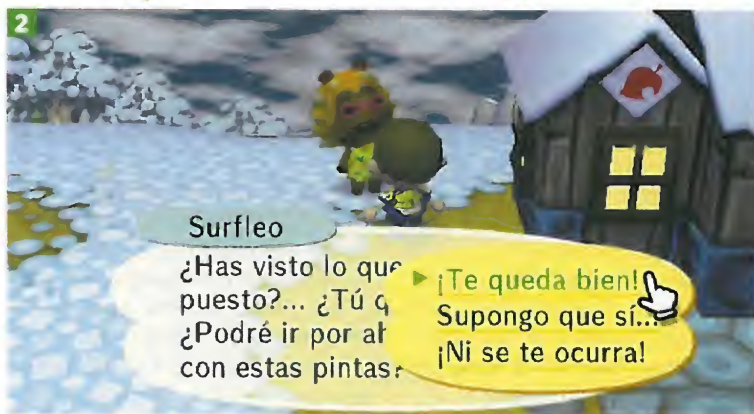 2
Surfleo
¿Has visto lo que
puesto?... ¿Tú
¿Podré ir por
con estas pintas?
¡Te queda bien!
Supongo que sí...
¡Ni se te ocurra!